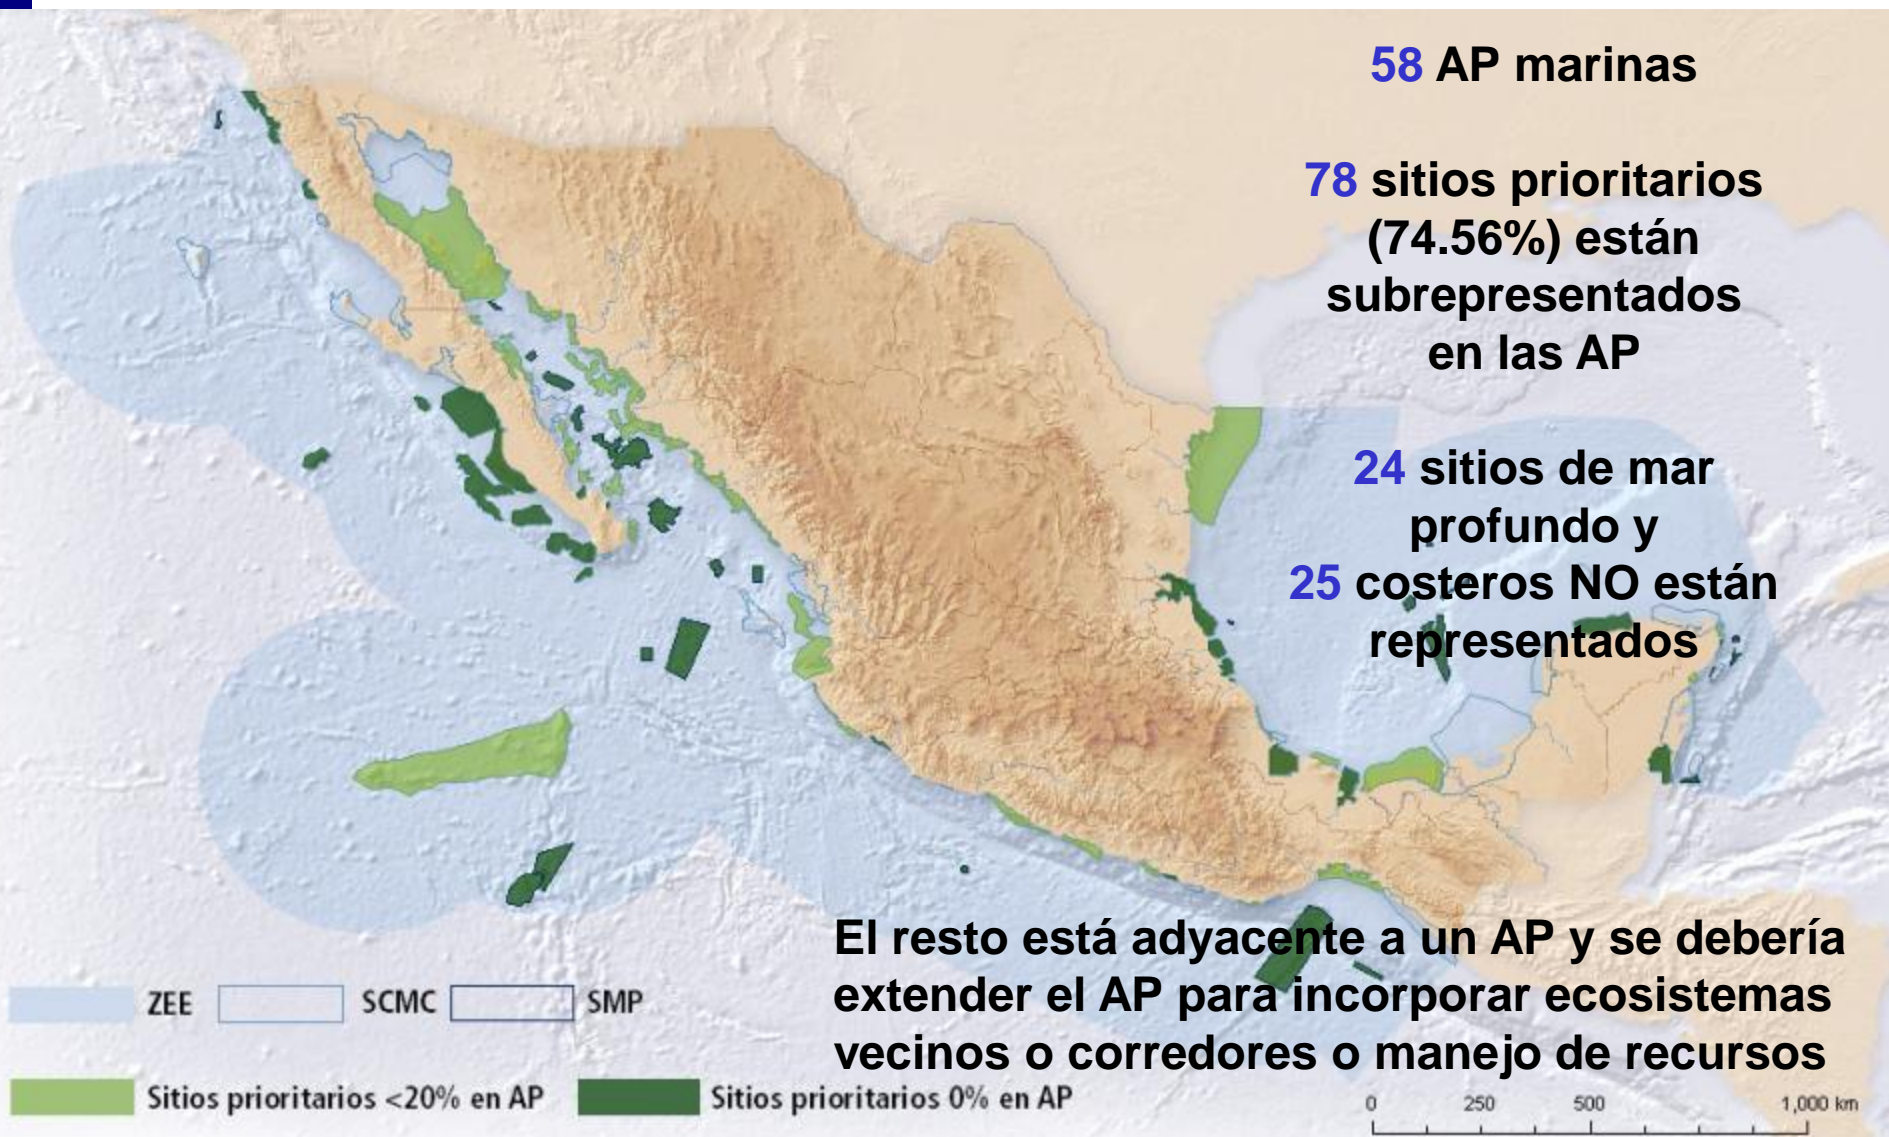 58 AP marinas
78 sitios prioritarios
(74.56%) están
subrepresentados
en las AP
24 sitios de mar
profundo y
25 costeros NO están
representados
El resto está adyacente a un AP y se debería
extender el AP para incorporar ecosistemas
vecinos o corredores o manejo de recursos
ZEE SCMC SMP
Sitios prioritarios <20% en AP Sitios prioritarios 0% en AP
0 250 500 1,000 km